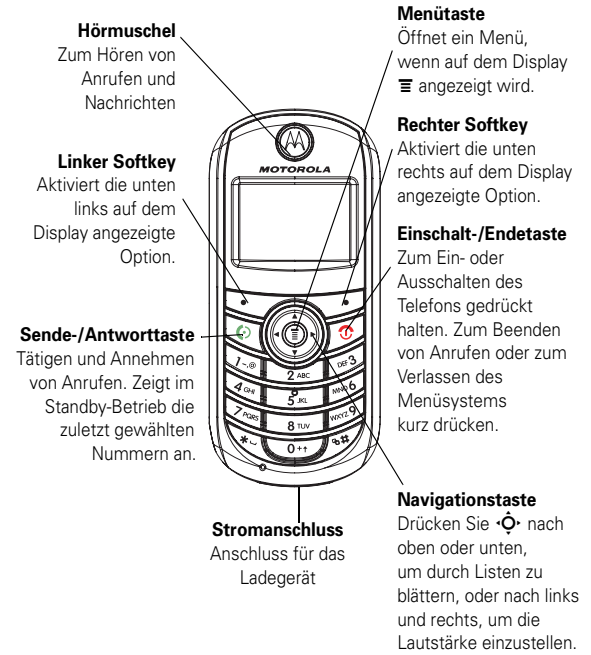 Hörmuschel
Zum Hören von
Anrufen und
Nachrichten
Linker Softkey
Aktiviert die unten
links auf dem
Display angezeigte
Option.
Sende-/Antworttaste
Tätigen und Annehmen
von Anrufen. Zeigt im
Standby-Betrieb die
zuletzt gewählten
Nummern an.
MOTOROLA
1 -.@
2 ABC
DEF 3
4 GHI
5 JKL
MNO 6
7 PQRS
8 TUV
WXYZ 9
*
0 +↑
#
Stromanschluss
Anschluss für das
Ladegerät
Menütaste
Öffnet ein Menü,
wenn auf dem Display
angezeigt wird.
Rechter Softkey
Aktiviert die unten
rechts auf dem Display
angezeigte Option.
Einschalt-/Endetaste
Zum Ein- oder
Ausschalten des
Telefons gedrückt
halten. Zum Beenden
von Anrufen oder zum
Verlassen des
Menüsystems
kurz drücken.
Navigationstaste
Drücken Sie nach
oben oder unten,
um durch Listen zu
blättern, oder nach links
und rechts, um die
Lautstärke einzustellen.